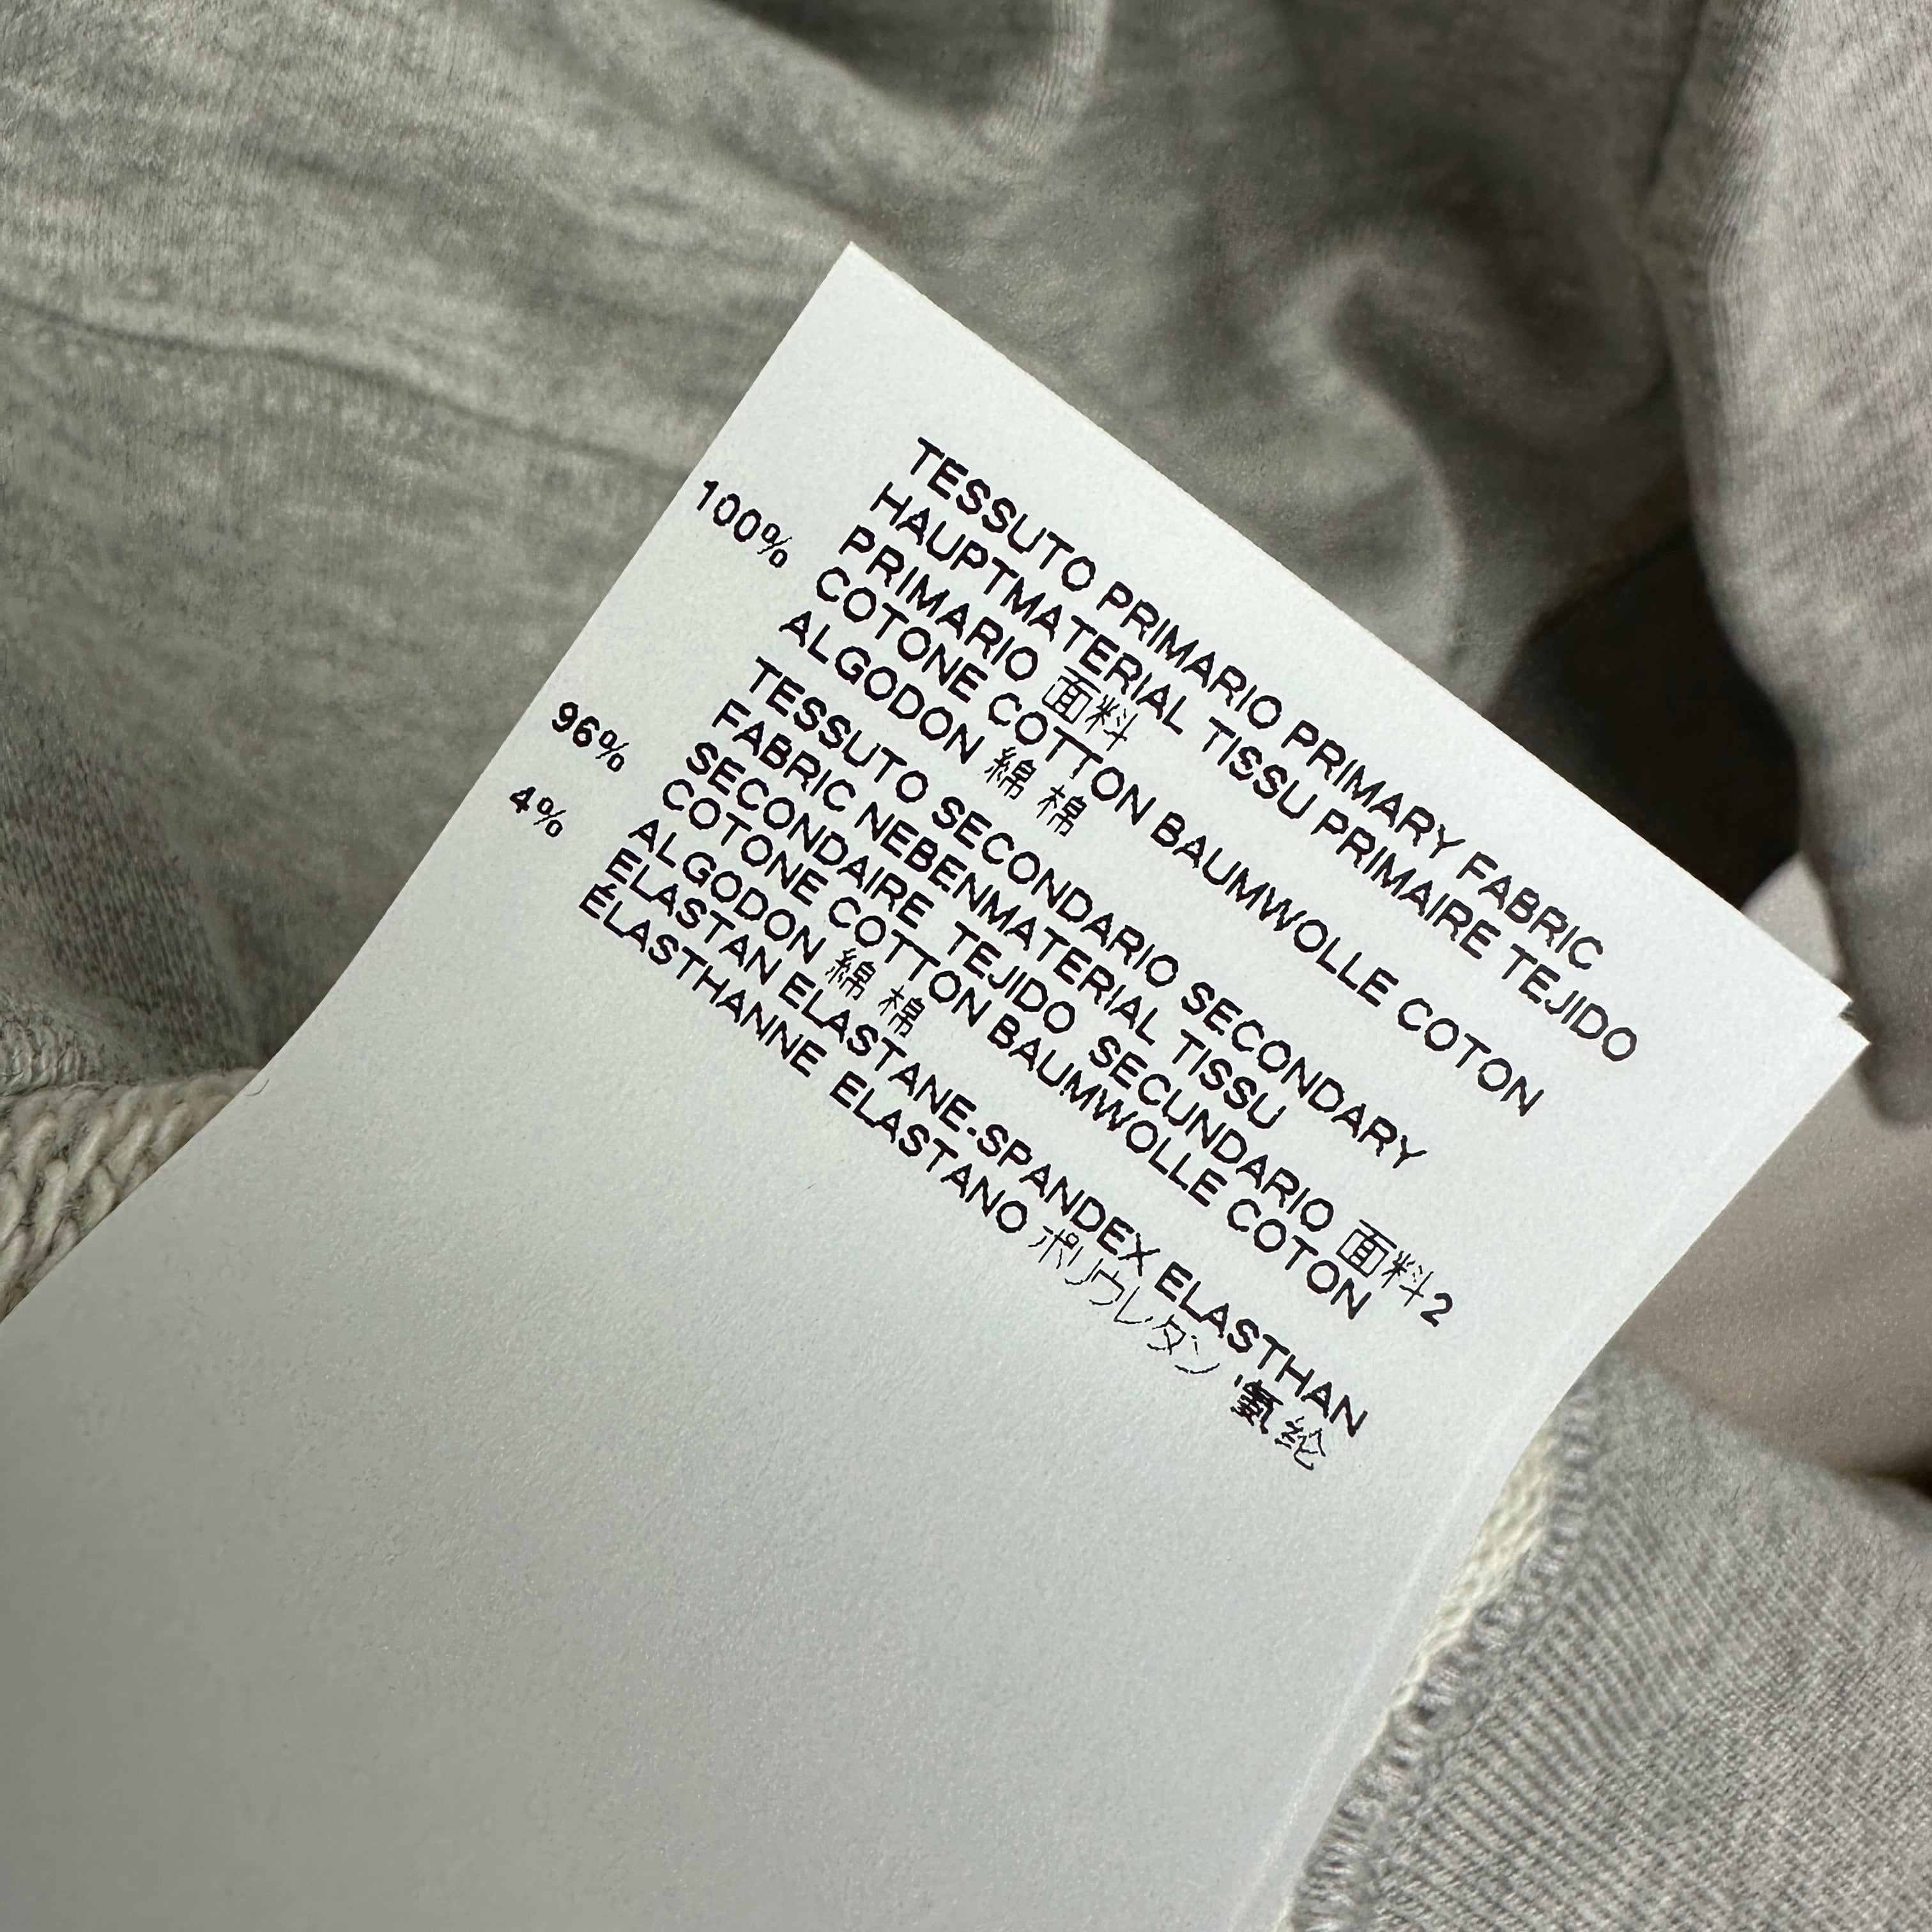 TESSUTO PRIMARIO PRIMARY FABRIC
HAUPTMATERIAL TISSU PRIMAIRE TEJIDO
PRIMARIO 面料
100% COTONE COTTON BAUMWOLLE COTON
ALGODON 綿 棉
TESSUTO SECONDARIO SECONDARY
FABRIC NEBENMATERIAL TISSU
SECONDAIRE TEJIDO SECUNDARIO 面料2
96% COTONE COTTON BAUMWOLLE COTON
ALGODON 綿 棉
4% ELASTAN ELASTANE-SPANDEX ELASTHAN
ÉLASTHANNE ELASTANO ポリウレタン 氨纶